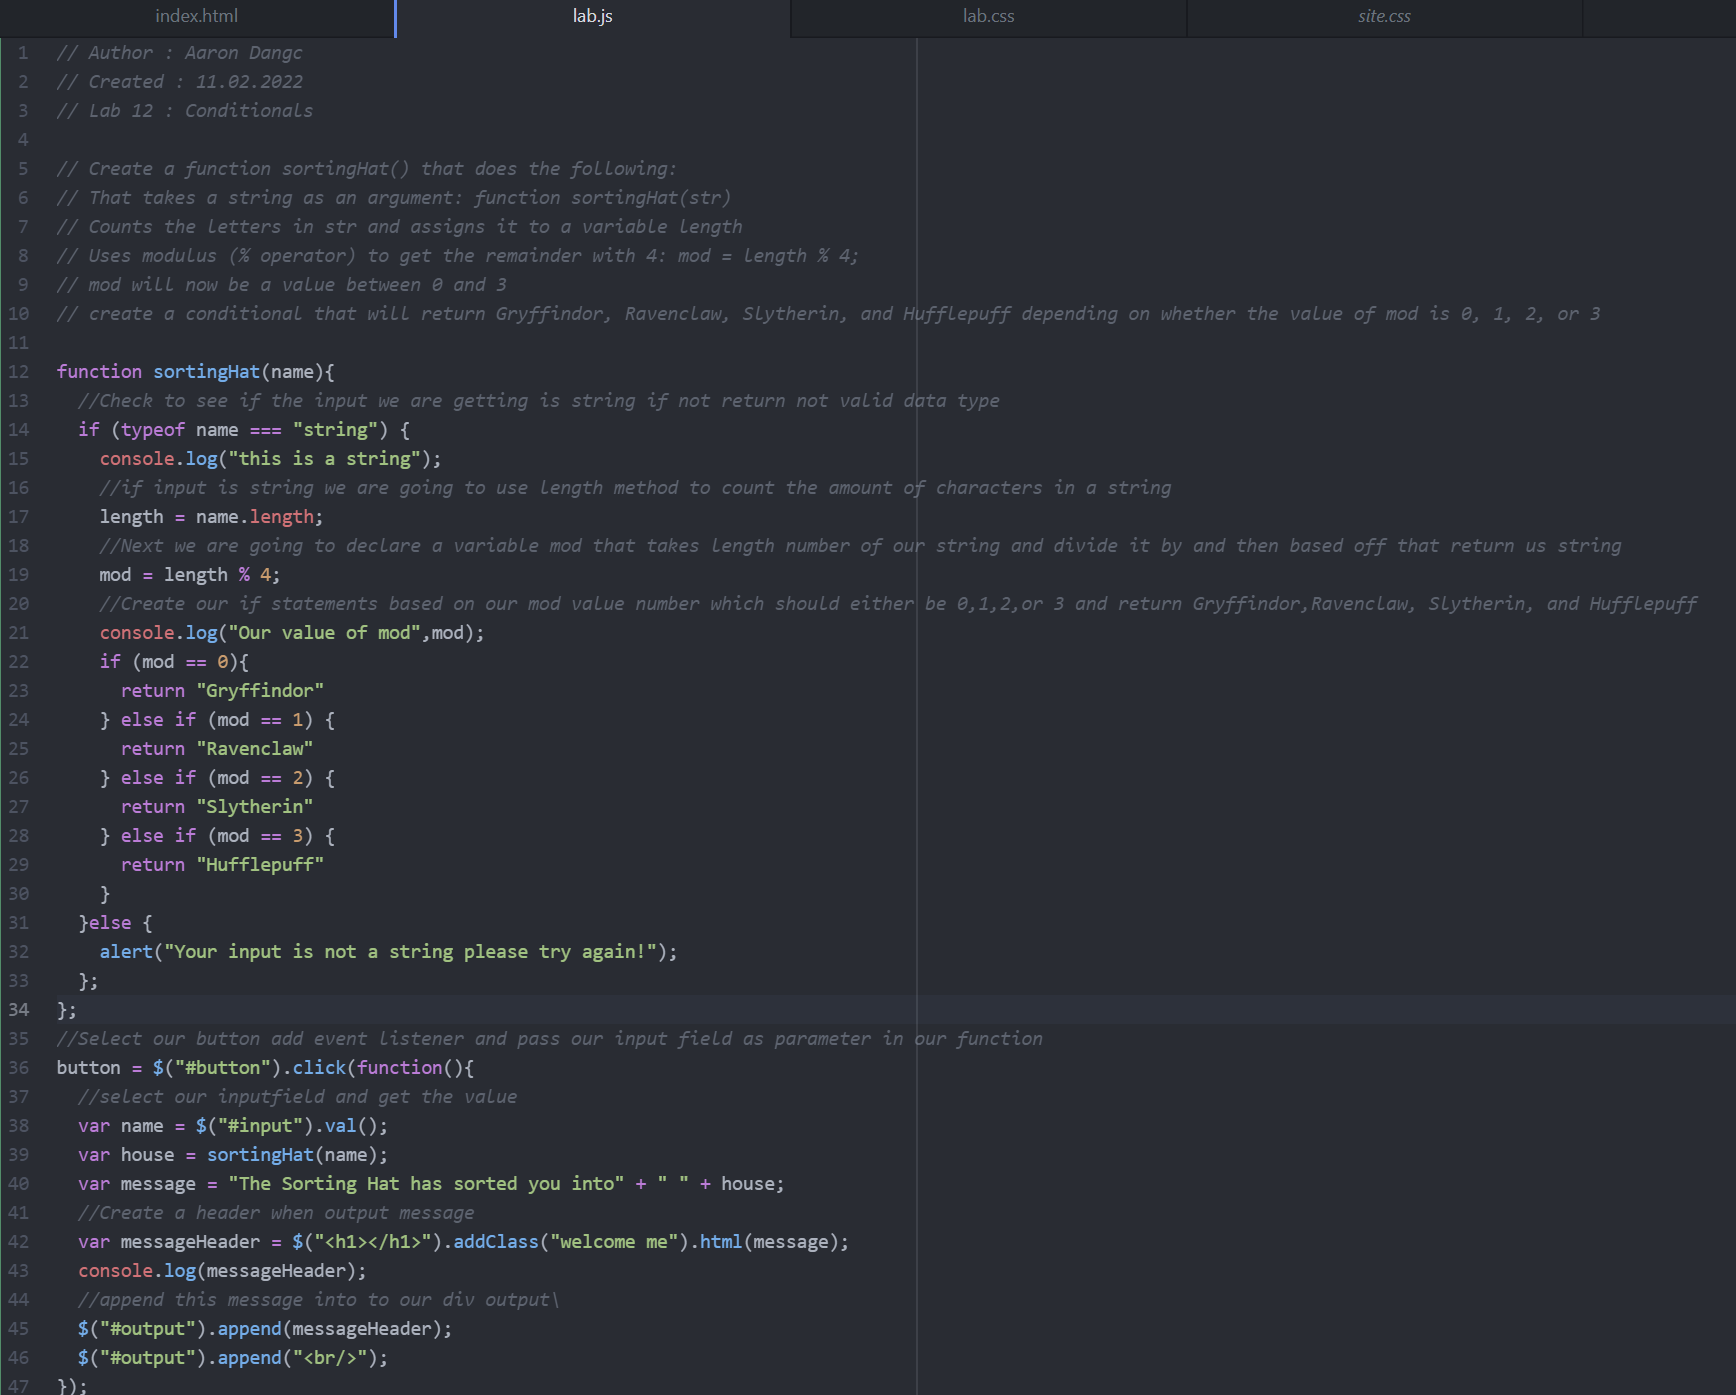 index.html lab.js lab.css site.css
1 // Author : Aaron Dangc
2 // Created : 11.02.2022
3 // Lab 12 : Conditionals
4
5 // Create a function sortingHat() that does the following:
6 // That takes a string as an argument: function sortingHat(str)
7 // Counts the letters in str and assigns it to a variable length
8 // Uses modulus (% operator) to get the remainder with 4: mod = length % 4;
9 // mod will now be a value between 0 and 3
10 // create a conditional that will return Gryffindor, Ravenclaw, Slytherin, and Hufflepuff depending on whether the value of mod is 0, 1, 2, or 3
11
12 function sortingHat(name){
13   //Check to see if the input we are getting is string if not return not valid data type
14   if (typeof name === "string") {
15     console.log("this is a string");
16     //if input is string we are going to use length method to count the amount of characters in a string
17     length = name.length;
18     //Next we are going to declare a variable mod that takes length number of our string and divide it by and then based off that return us string
19     mod = length % 4;
20     //Create our if statements based on our mod value number which should either be 0,1,2,or 3 and return Gryffindor,Ravenclaw, Slytherin, and Hufflepuff
21     console.log("Our value of mod",mod);
22     if (mod == 0){
23       return "Gryffindor"
24     } else if (mod == 1) {
25       return "Ravenclaw"
26     } else if (mod == 2) {
27       return "Slytherin"
28     } else if (mod == 3) {
29       return "Hufflepuff"
30     }
31   }else {
32     alert("Your input is not a string please try again!");
33   };
34 };
35 //Select our button add event listener and pass our input field as parameter in our function
36 button = $("#button").click(function(){
37   //select our inputfield and get the value
38   var name = $("#input").val();
39   var house = sortingHat(name);
40   var message = "The Sorting Hat has sorted you into" + " " + house;
41   //Create a header when output message
42   var messageHeader = $("<h1></h1>").addClass("welcome me").html(message);
43   console.log(messageHeader);
44   //append this message into to our div output\
45   $("#output").append(messageHeader);
46   $("#output").append("<br/>");
47 });